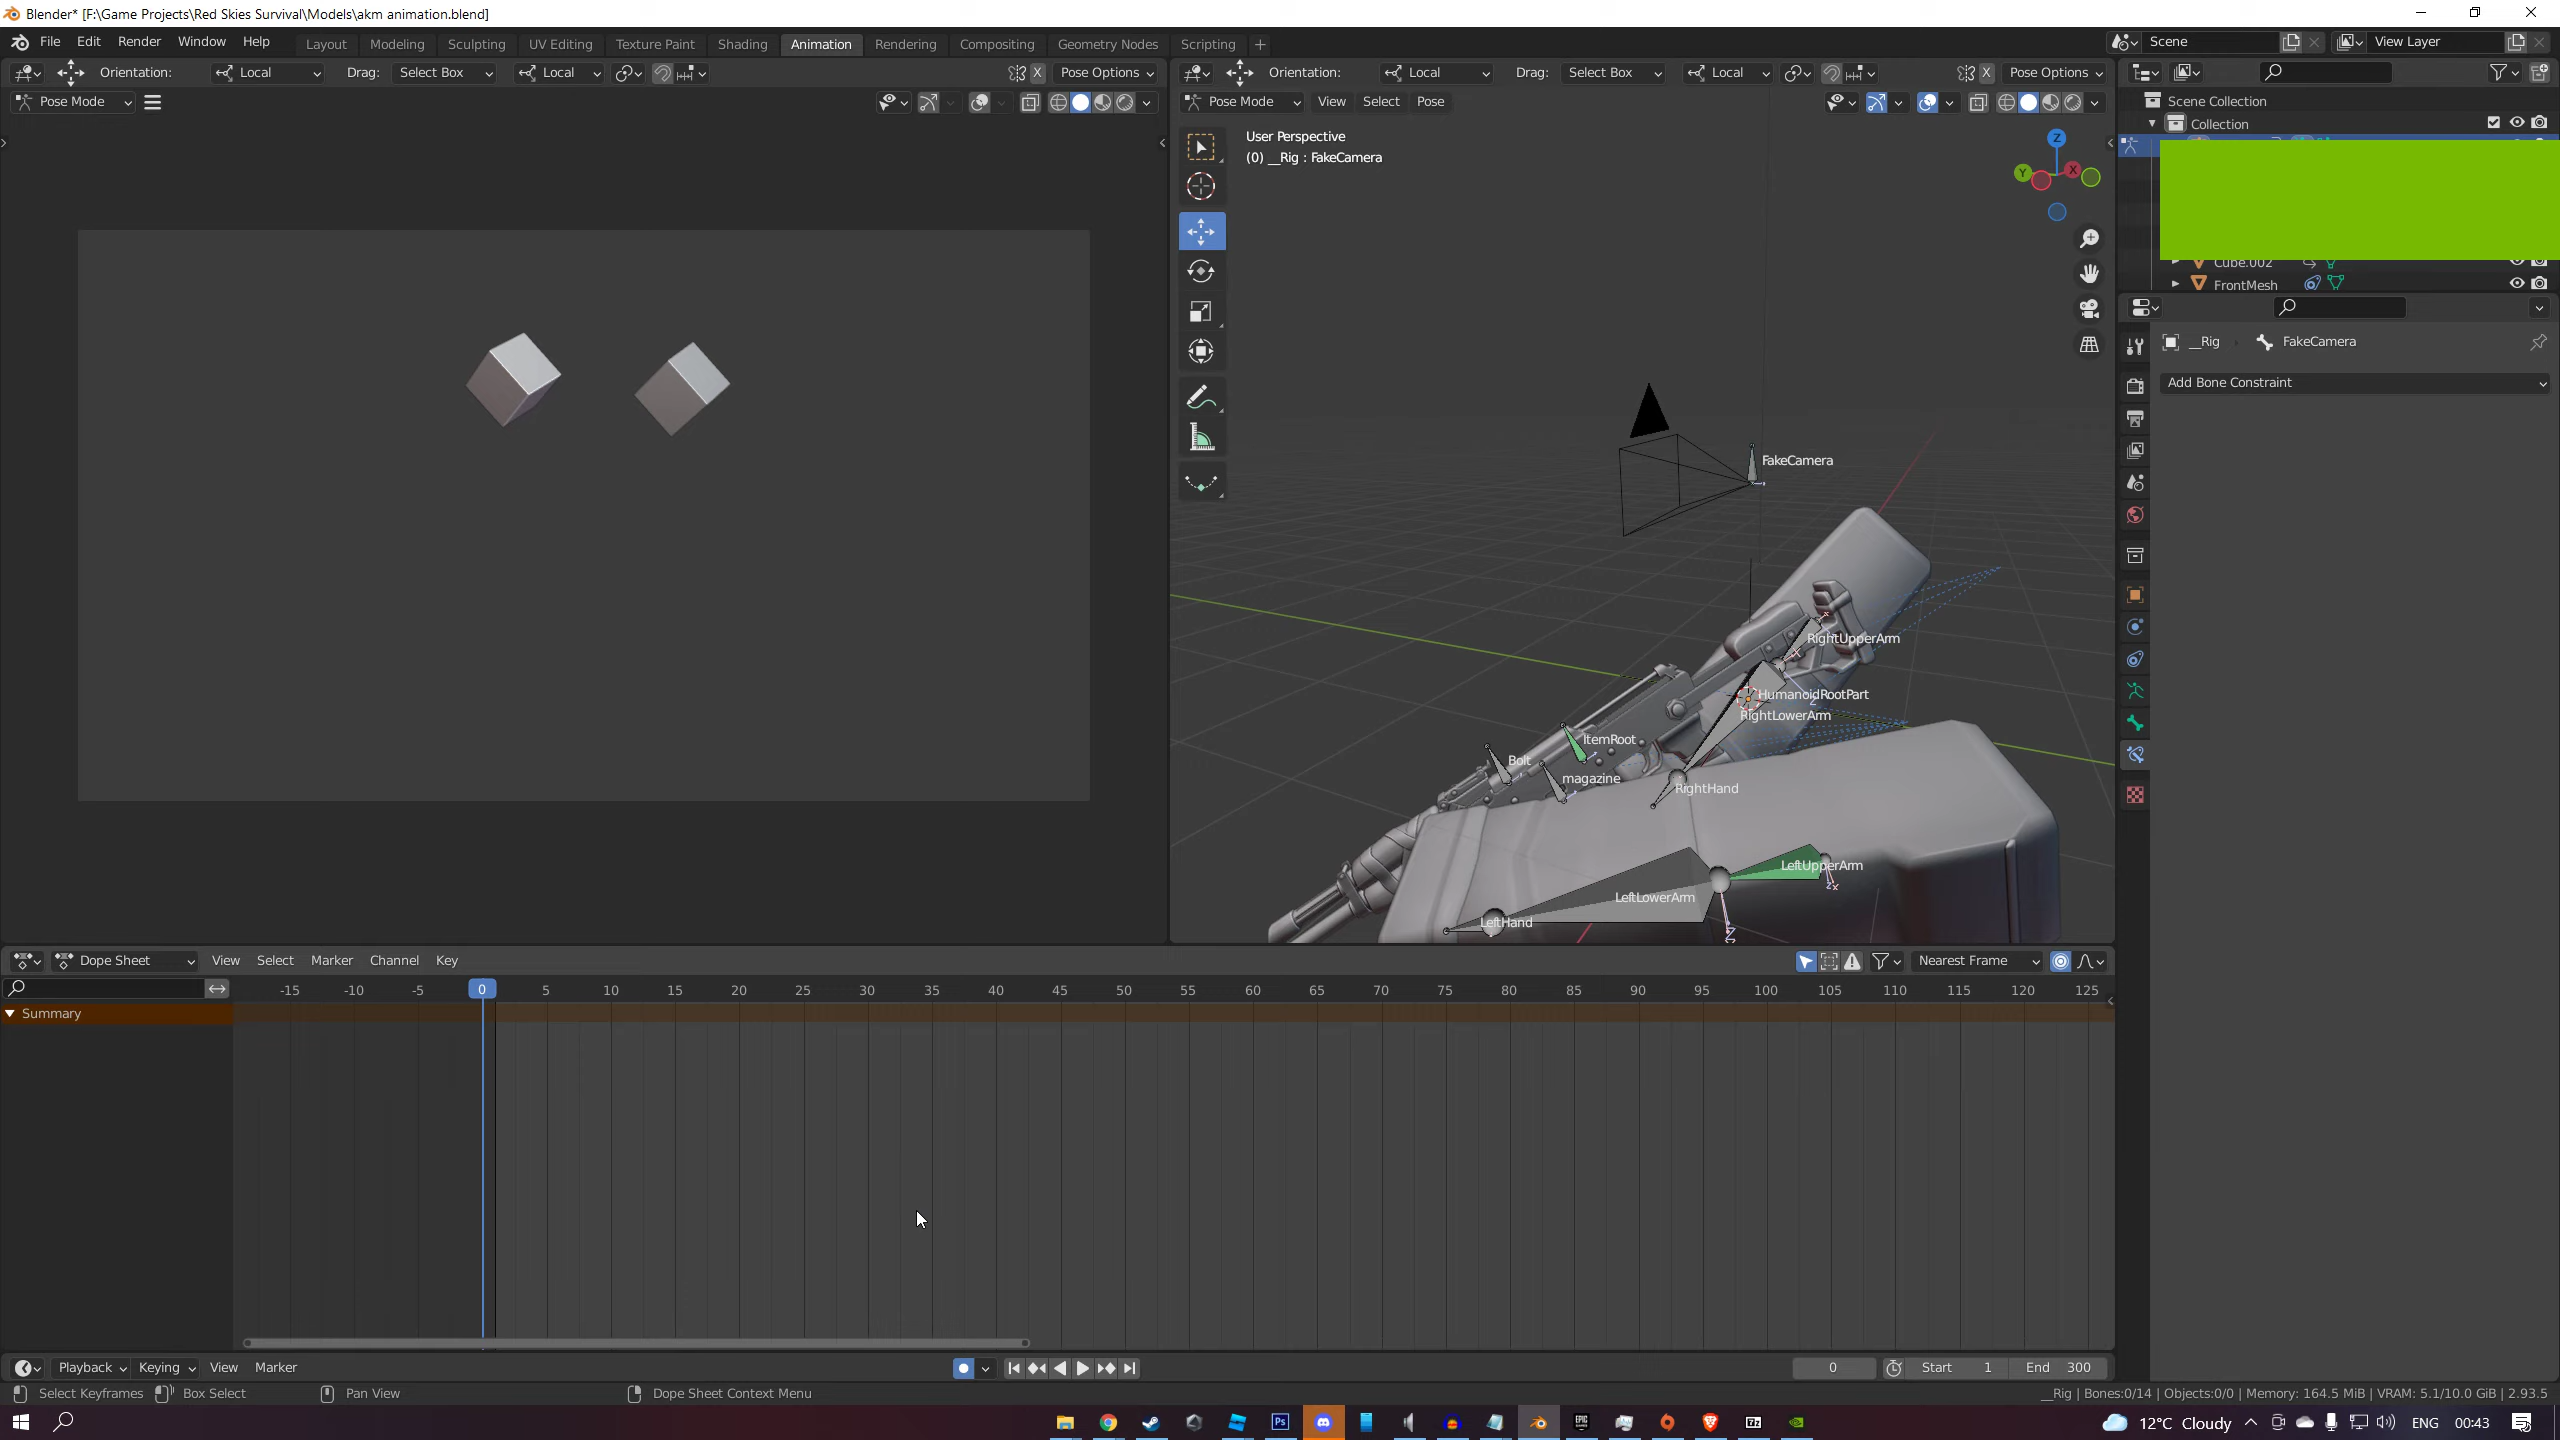 Blender* [F:\Game Projects\Red Skies Survival\Models\akm animation.blend]
File Edit Render Window Help Layout Modeling Sculpting UV Editing Texture Paint Shading Animation Rendering Compositing Geometry Nodes Scripting + Scene View Layer
Orientation: Local Drag: Select Box Local X Pose Options
Orientation: Local Drag: Select Box Local X Pose Options
Pose Mode
Pose Mode View Select Pose
User Perspective
(0) __Rig : FakeCamera
Z
Y
X
FakeCamera
RightUpperArm
HumanoidRootPart
RightLowerArm
ItemRoot
Bolt
magazine
RightHand
LeftUpperArm
LeftLowerArm
LeftHand
Scene Collection
Collection
Cube.002
FrontMesh
__Rig FakeCamera
Add Bone Constraint
Dope Sheet View Select Marker Channel Key Nearest Frame
-15 -10 -5 0 5 10 15 20 25 30 35 40 45 50 55 60 65 70 75 80 85 90 95 100 105 110 115 120 125
Summary
Playback Keying View Marker 0 Start 1 End 300
Select Keyframes Box Select Pan View Dope Sheet Context Menu __Rig | Bones:0/14 | Objects:0/0 | Memory: 164.5 MiB | VRAM: 5.1/10.0 GiB | 2.93.5
Ps 12°C Cloudy ENG 00:43